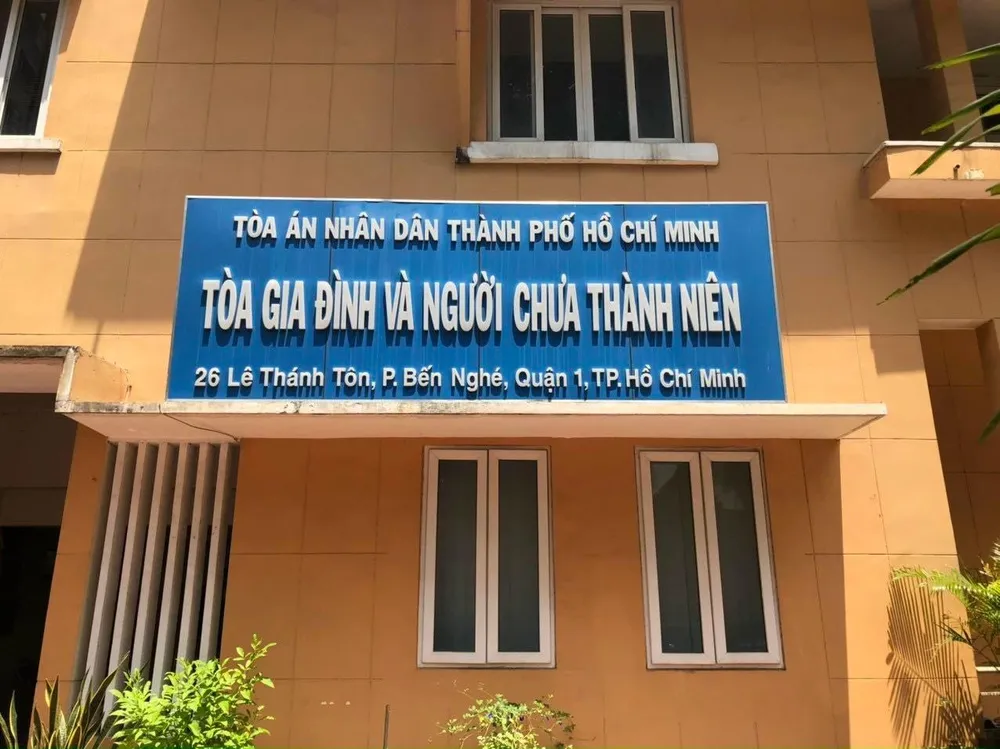 TÒA ÁN NHÂN DÂN THÀNH PHỐ HỒ CHÍ MINH
TÒA GIA ĐÌNH VÀ NGƯỜI CHƯA THÀNH NIÊN
26 Lê Thánh Tôn, P. Bến Nghé, Quận 1, TP. Hồ Chí Minh